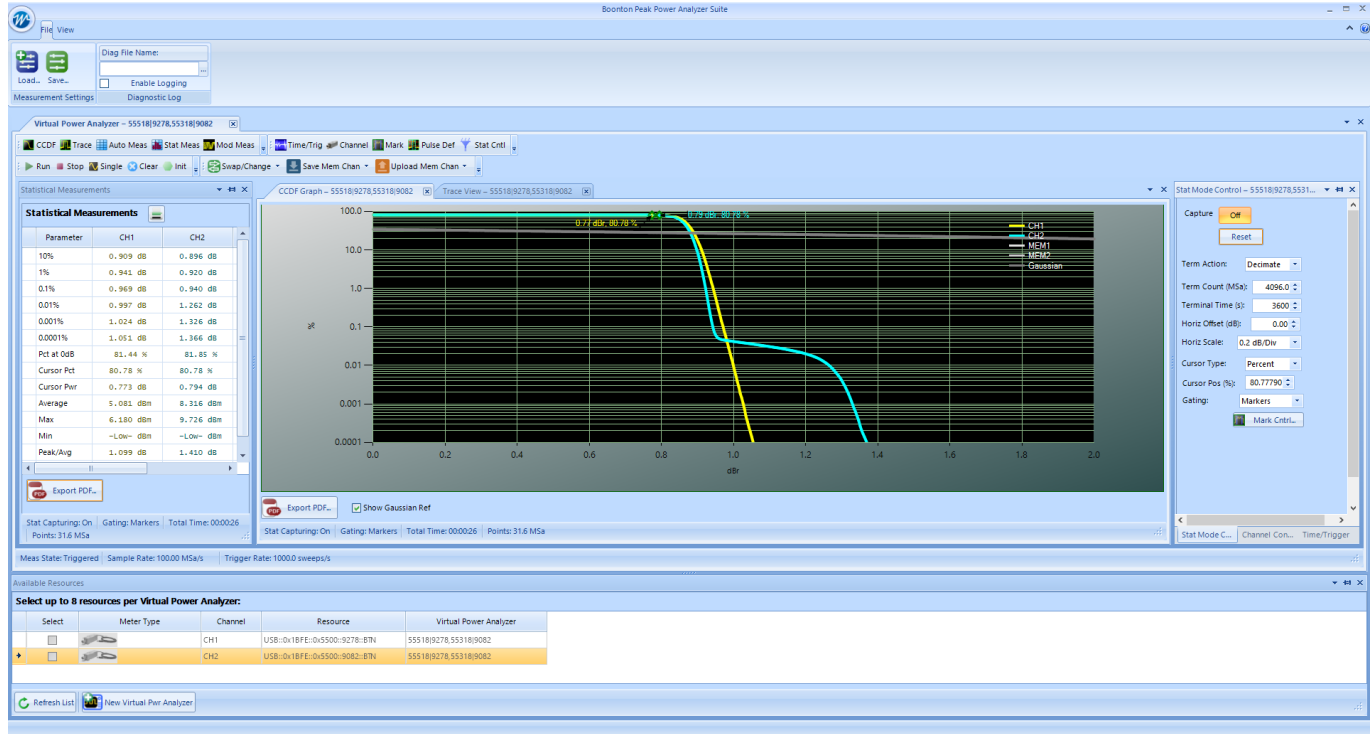 Boonton Peak Power Analyzer Suite
File View
Diag File Name:
...
Load... Save...
Enable Logging
Measurement Settings Diagnostic Log
Virtual Power Analyzer – 55518|9278,55318|9082
CCDF Trace Auto Meas Stat Meas Mod Meas Time/Trig Channel Mark Pulse Def Stat Cntl
Run Stop Single Clear Init Swap/Change Save Mem Chan Upload Mem Chan
Statistical Measurements
Statistical Measurements
Parameter CH1 CH2
10% 0.909 dB 0.896 dB
1% 0.941 dB 0.920 dB
0.1% 0.969 dB 0.940 dB
0.01% 0.997 dB 1.262 dB
0.001% 1.024 dB 1.326 dB
0.0001% 1.051 dB 1.366 dB
Pct at 0dB 81.44 % 81.85 %
Cursor Pct 80.78 % 80.78 %
Cursor Pwr 0.773 dB 0.794 dB
Average 5.081 dBm 8.316 dBm
Max 6.180 dBm 9.726 dBm
Min -Low- dBm -Low- dBm
Peak/Avg 1.099 dB 1.410 dB
PDF Export PDF...
Stat Capturing: On Gating: Markers Total Time: 00:00:26
Points: 31.6 MSa
CCDF Graph – 55518|9278,55318|9082 Trace View – 55518|9278,55318|9082
0.79 dBr, 80.78 %
0.77 dBr, 80.78 %
CH1
CH2
MEM1
MEM2
Gaussian
100.0
10.0
1.0
0.1
0.01
0.001
0.0001
%
0.0 0.2 0.4 0.6 0.8 1.0 1.2 1.4 1.6 1.8 2.0
dBr
PDF Export PDF... Show Gaussian Ref
Stat Capturing: On Gating: Markers Total Time: 00:00:26 Points: 31.6 MSa
Stat Mode Control – 55518|9278,5531...
Capture Off
Reset
Term Action: Decimate
Term Count (MSa): 4096.0
Terminal Time (s): 3600
Horiz Offset (dB): 0.00
Horiz Scale: 0.2 dB/Div
Cursor Type: Percent
Cursor Pos (%): 80.77790
Gating: Markers
Mark Cntrl...
Stat Mode C... Channel Con... Time/Trigger
Meas State: Triggered Sample Rate: 100.00 MSa/s Trigger Rate: 1000.0 sweeps/s
Available Resources
Select up to 8 resources per Virtual Power Analyzer:
Select Meter Type Channel Resource Virtual Power Analyzer
CH1 USB::0x1BFE::0x5500::9278::BTN 55518|9278,55318|9082
CH2 USB::0x1BFE::0x5500::9082::BTN 55518|9278,55318|9082
Refresh List New Virtual Pwr Analyzer